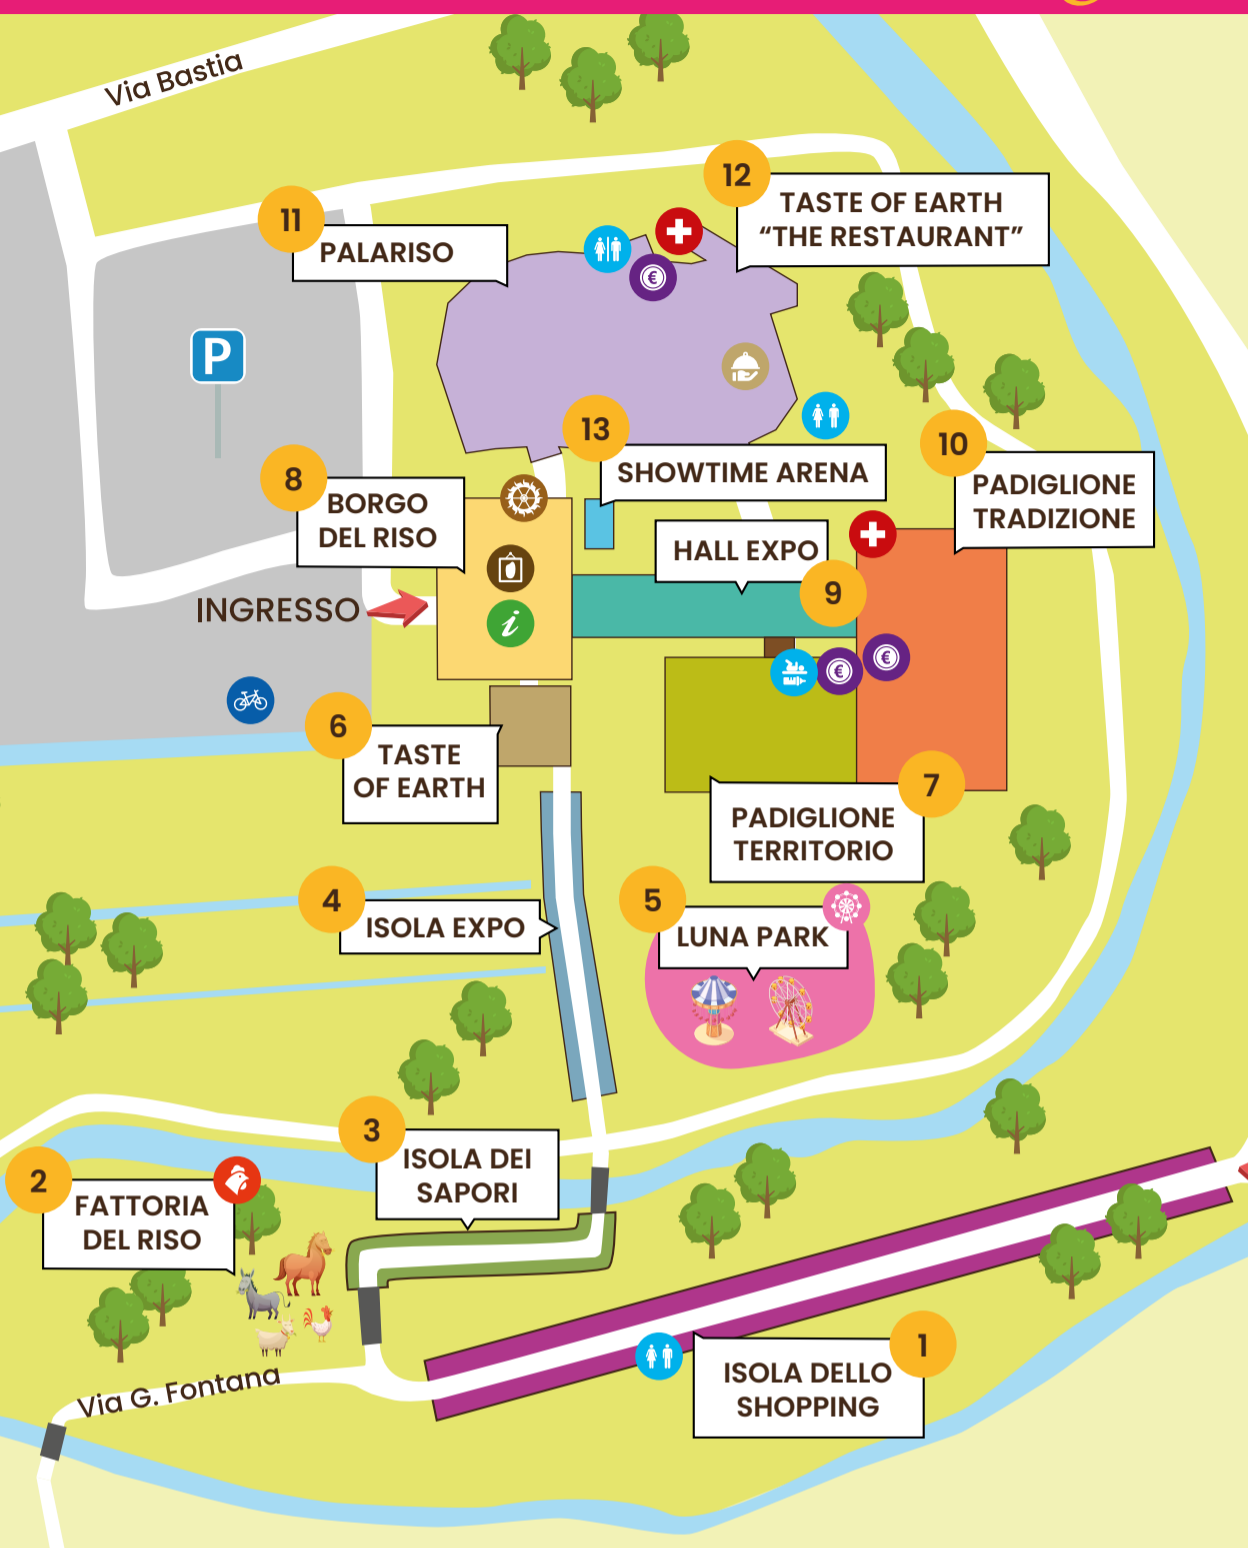 Via Bastia
12
TASTE OF EARTH
“THE RESTAURANT”
11
PALARISO
P
€
13
SHOWTIME ARENA
10
PADIGLIONE
TRADIZIONE
8
BORGO
DEL RISO
HALL EXPO
9
INGRESSO
i
€
€
6
TASTE
OF EARTH
7
PADIGLIONE
TERRITORIO
4
ISOLA EXPO
5
LUNA PARK
3
ISOLA DEI
SAPORI
2
FATTORIA
DEL RISO
1
ISOLA DELLO
SHOPPING
Via G. Fontana